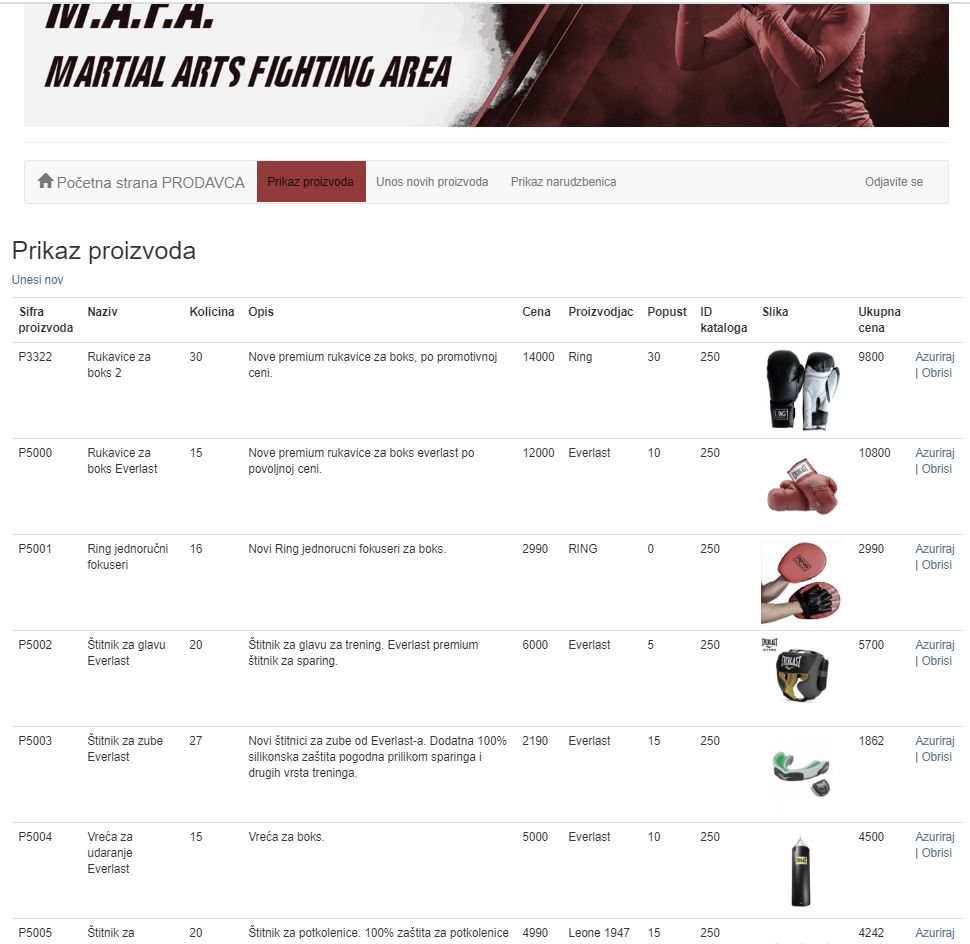 M.A.F.A.
MARTIAL ARTS FIGHTING AREA
Početna strana PRODAVCA Prikaz proizvoda Unos novih proizvoda Prikaz narudzbenica Odjavite se
Prikaz proizvoda
Unesi nov
Sifra proizvoda Naziv Kolicina Opis Cena Proizvodjac Popust ID kataloga Slika Ukupna cena
P3322 Rukavice za boks 2 30 Nove premium rukavice za boks, po promotivnoj ceni. 14000 Ring 30 250 9800 Azuriraj | Obrisi
P5000 Rukavice za boks Everlast 15 Nove premium rukavice za boks everlast po povoljnoj ceni. 12000 Everlast 10 250 EVERLAST 10800 Azuriraj | Obrisi
P5001 Ring jednoručni fokuseri 16 Novi Ring jednorucni fokuseri za boks. 2990 RING 0 250 2990 Azuriraj | Obrisi
P5002 Štitnik za glavu Everlast 20 Štitnik za glavu za trening. Everlast premium štitnik za sparing. 6000 Everlast 5 250 EVERLAST EVERLAST 5700 Azuriraj | Obrisi
P5003 Štitnik za zube Everlast 27 Novi štitnici za zube od Everlast-a. Dodatna 100% silikonska zaštita pogodna prilikom sparinga i drugih vrsta treninga. 2190 Everlast 15 250 1862 Azuriraj | Obrisi
P5004 Vreća za udaranje Everlast 15 Vreća za boks. 5000 Everlast 10 250 4500 Azuriraj | Obrisi
P5005 Štitnik za 20 Štitnik za potkolenice. 100% zaštita za potkolenice 4990 Leone 1947 15 250 4242 Azuriraj